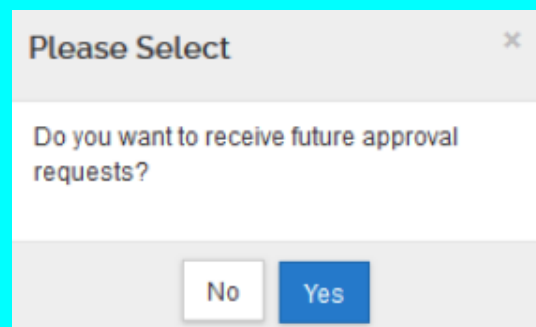 Please Select ×
Do you want to receive future approval
requests?
No Yes